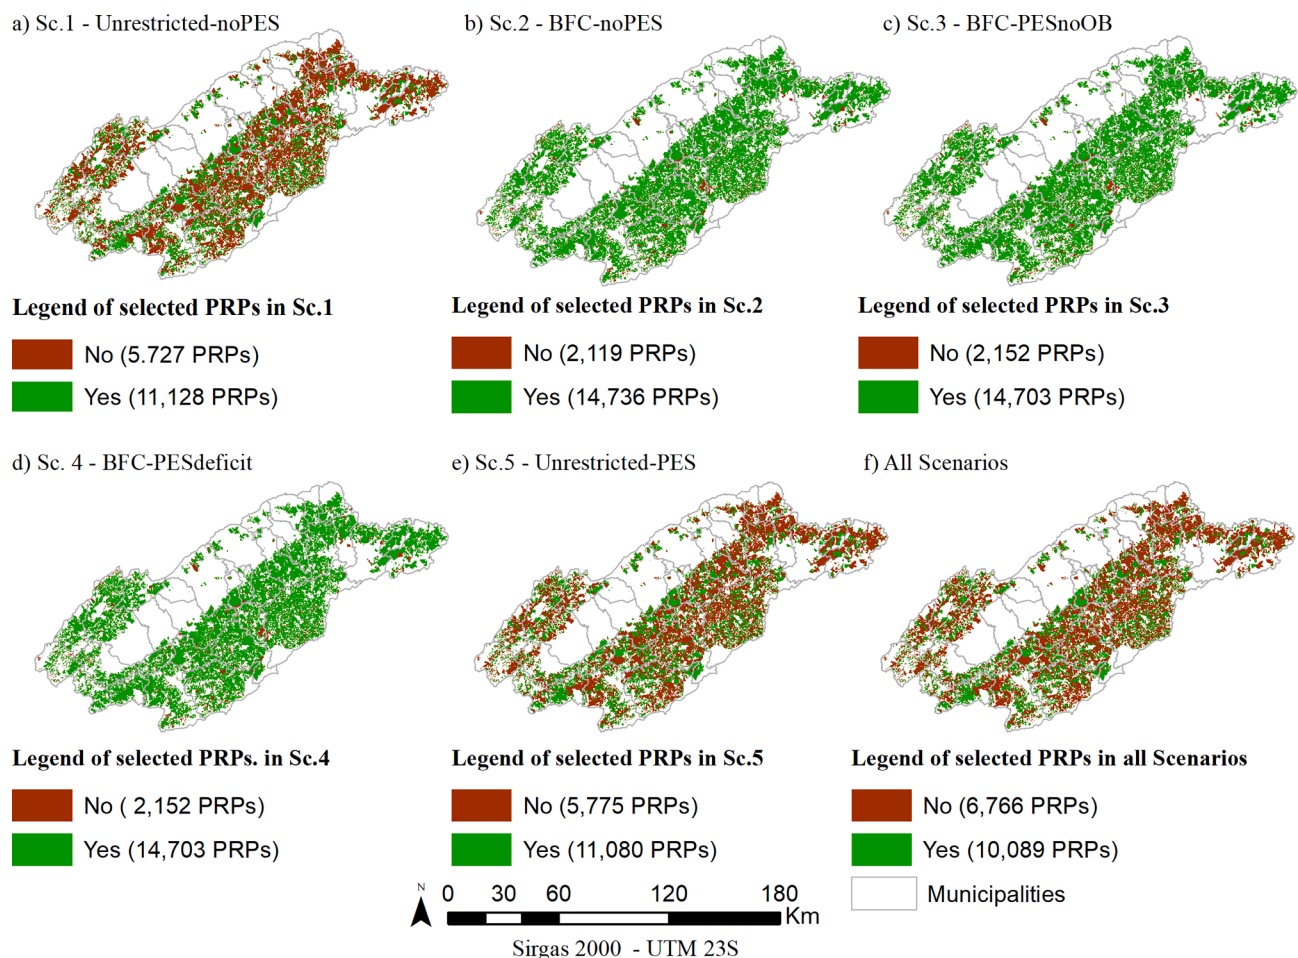 a) Sc.1 - Unrestricted-noPES
b) Sc.2 - BFC-noPES
c) Sc.3 - BFC-PESnoOB
Legend of selected PRPs in Sc.1
No (5.727 PRPs)
Yes (11,128 PRPs)
Legend of selected PRPs in Sc.2
No (2,119 PRPs)
Yes (14,736 PRPs)
Legend of selected PRPs in Sc.3
No (2,152 PRPs)
Yes (14,703 PRPs)
d) Sc. 4 - BFC-PESdeficit
e) Sc.5 - Unrestricted-PES
f) All Scenarios
Legend of selected PRPs. in Sc.4
No ( 2,152 PRPs)
Yes (14,703 PRPs)
Legend of selected PRPs in Sc.5
No (5,775 PRPs)
Yes (11,080 PRPs)
Legend of selected PRPs in all Scenarios
No (6,766 PRPs)
Yes (10,089 PRPs)
Municipalities
N
0 30 60 120 180
Km
Sirgas 2000 - UTM 23S